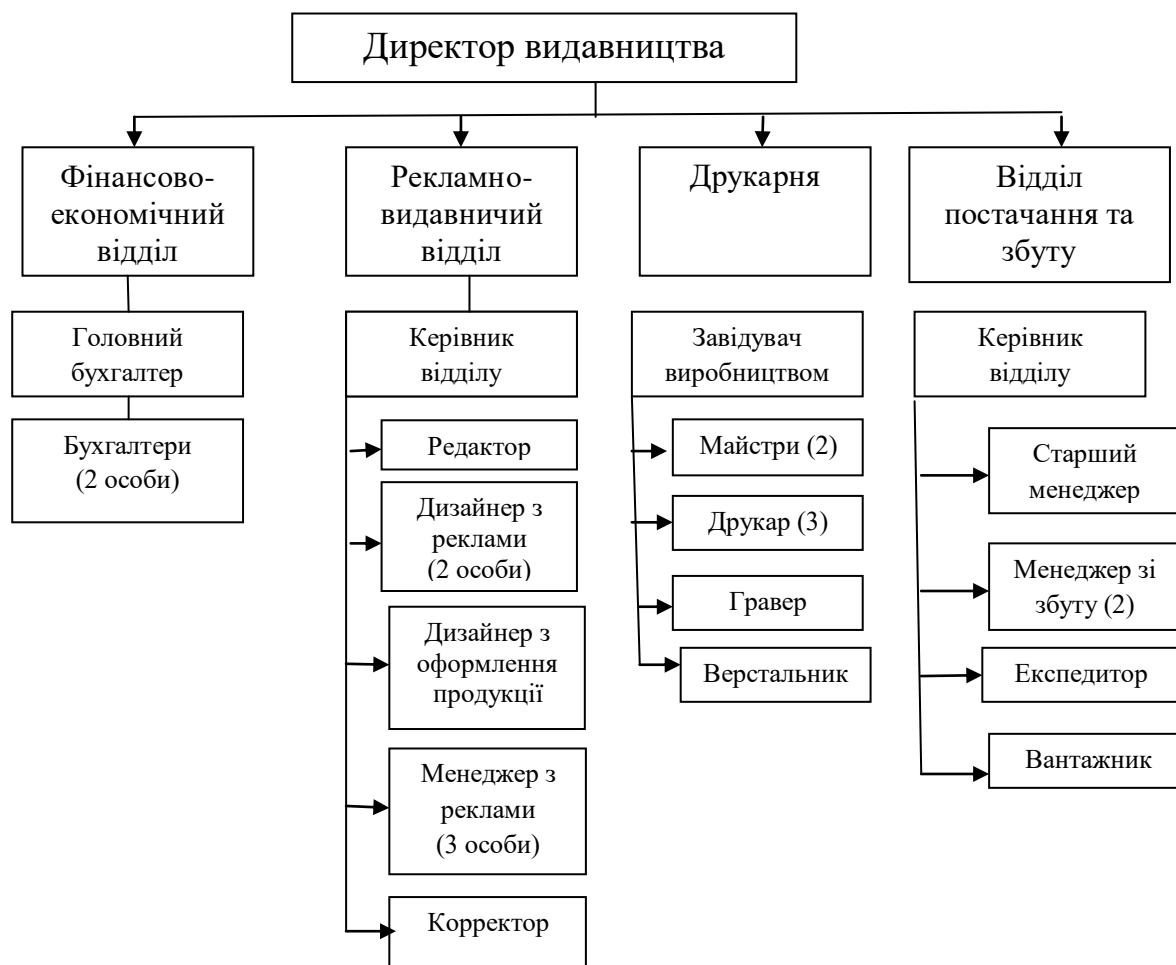 Директор видавництва
Фінансово-
економічний
відділ
Рекламно-
видавничий
відділ
Друкарня
Відділ
постачання та
збуту
Головний
бухгалтер
Бухгалтери
(2 особи)
Керівник
відділу
Редактор
Дизайнер з
реклами
(2 особи)
Дизайнер з
оформлення
продукції
Менеджер з
реклами
(3 особи)
Корректор
Завідувач
виробництвом
Майстри (2)
Друкар (3)
Гравер
Верстальник
Керівник
відділу
Старший
менеджер
Менеджер зі
збуту (2)
Експедитор
Вантажник